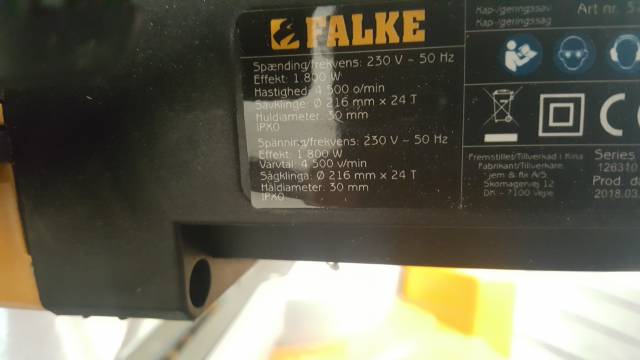 FALKE
Spænding/frekvens: 230 V ~ 50 Hz
Effekt: 1.800 W
Hastighed: 4 500 o/min
Savklinge: Ø 216 mm x 24 T
Huldiameter: 30 mm
IPX0
Spänning/frekvens: 230 V ~ 50 Hz
Effekt: 1.800 W
Varvtal: 4 500 v/min
Sågklinga: Ø 216 mm x 24 T
Håldiameter: 30 mm
IPX0
Kap-/geringssav
Kap-/geringssåg
Art nr.
CE
Fremstillet/Tillverkad i Kina
Fabrikant/Tillverkare:
jem & fix A/S
Skomagervej 12
DK - 7100 Vejle
Series
126310
Prod. da
2018.03